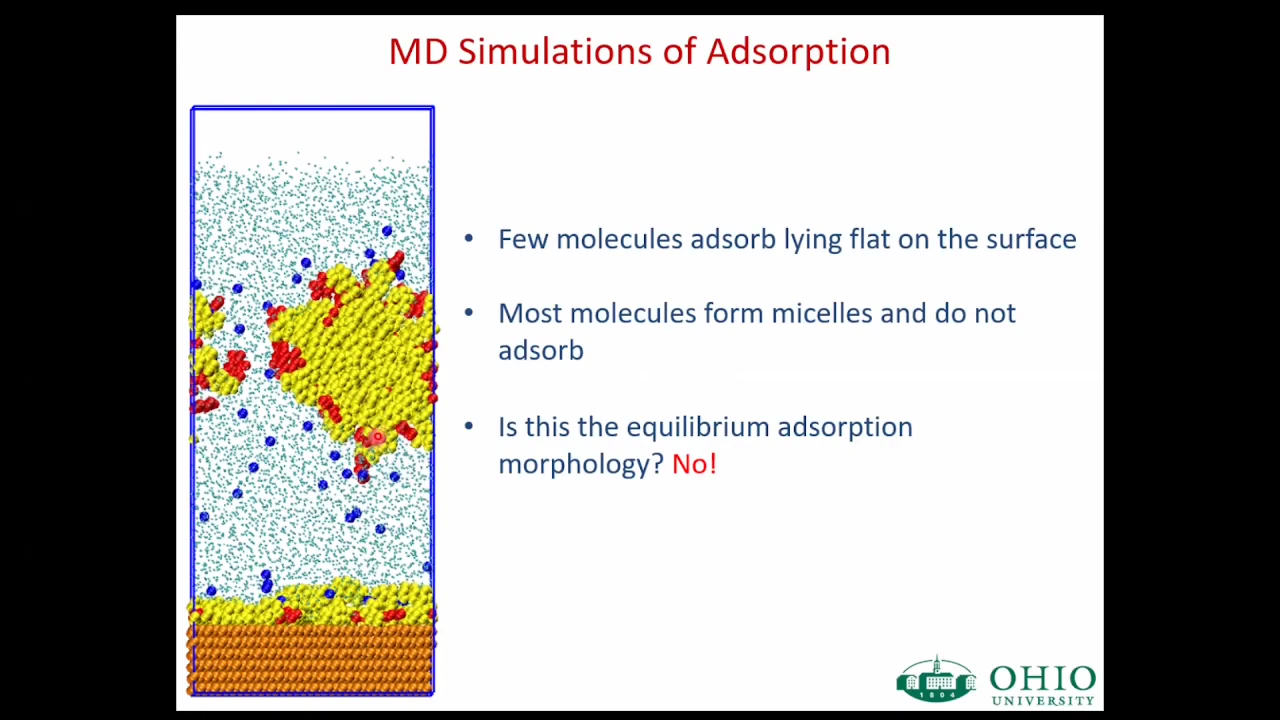 MD Simulations of Adsorption
• Few molecules adsorb lying flat on the surface
• Most molecules form micelles and do not
adsorb
• Is this the equilibrium adsorption
morphology? No!
1804
OHIO
UNIVERSITY